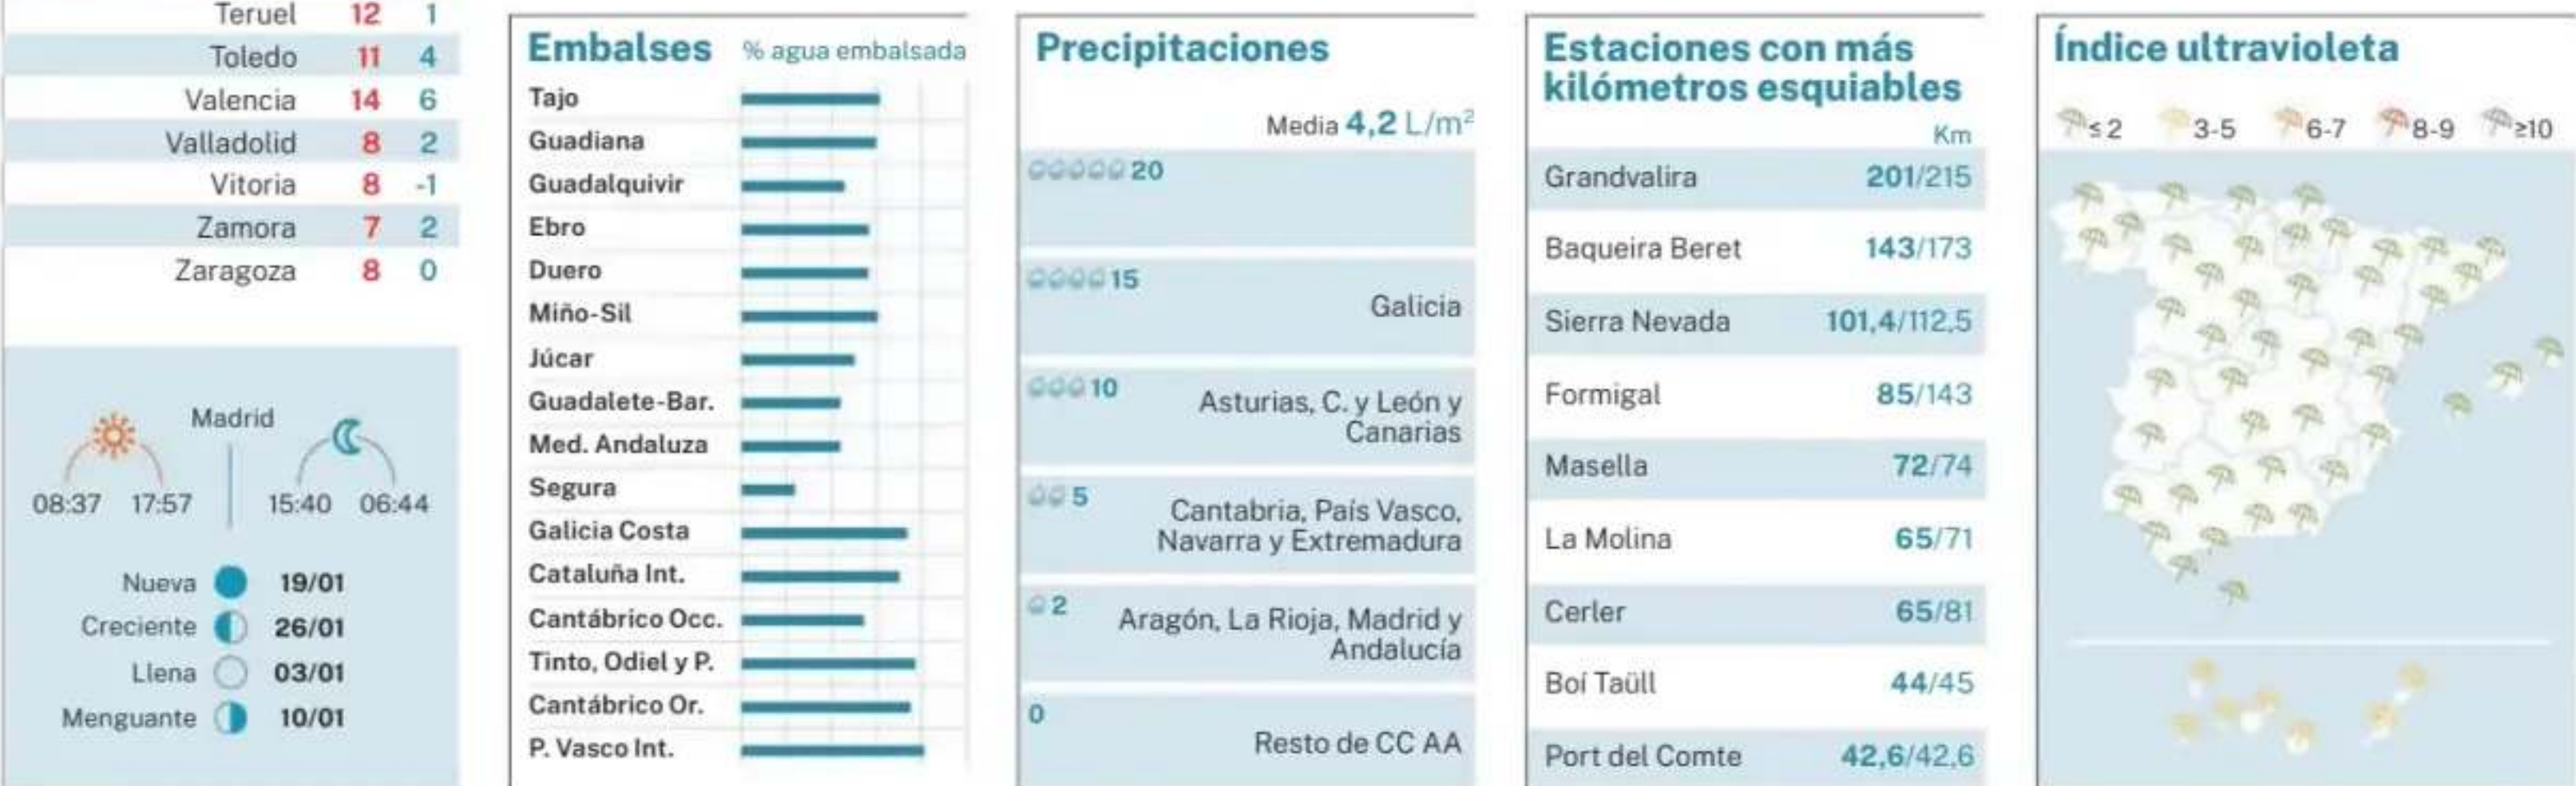 Teruel 12 1
Toledo 11 4
Valencia 14 6
Valladolid 8 2
Vitoria 8 -1
Zamora 7 2
Zaragoza 8 0
Madrid
08:37 17:57 15:40 06:44
Nueva 19/01
Creciente 26/01
Llena 03/01
Menguante 10/01
Embalses % agua embalsada
Tajo
Guadiana
Guadalquivir
Ebro
Duero
Miño-Sil
Júcar
Guadalete-Bar.
Med. Andaluza
Segura
Galicia Costa
Cataluña Int.
Cantábrico Occ.
Tinto, Odiel y P.
Cantábrico Or.
P. Vasco Int.
Precipitaciones
Media 4,2 L/m²
20
15
Galicia
10
Asturias, C. y León y
Canarias
5
Cantabria, País Vasco,
Navarra y Extremadura
2
Aragón, La Rioja, Madrid y
Andalucía
0
Resto de CC AA
Estaciones con más
kilómetros esquiables
Km
Grandvalira 201/215
Baqueira Beret 143/173
Sierra Nevada 101,4/112,5
Formigal 85/143
Masella 72/74
La Molina 65/71
Cerler 65/81
Boí Taüll 44/45
Port del Comte 42,6/42,6
Índice ultravioleta
≤2 3-5 6-7 8-9 ≥10